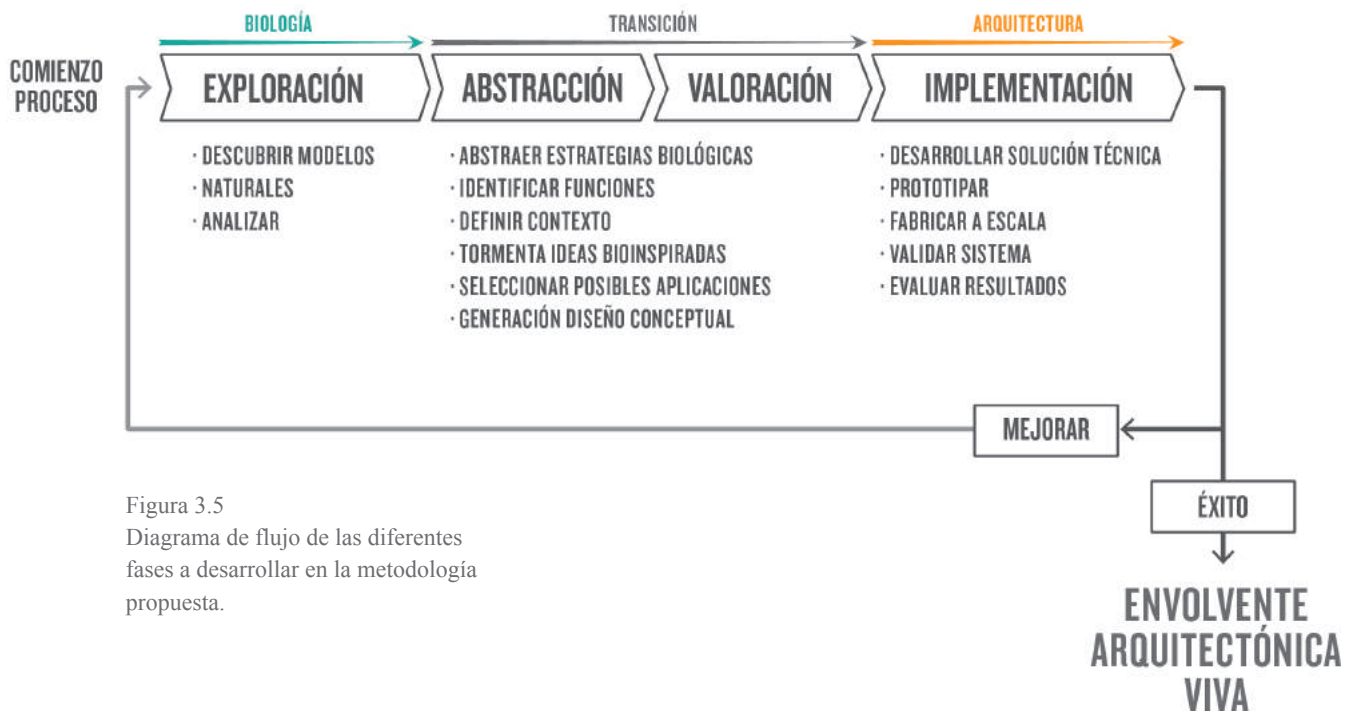 BIOLOGÍA
TRANSICIÓN
ARQUITECTURA
COMIENZO
PROCESO
EXPLORACIÓN
ABSTRACCIÓN
VALORACIÓN
IMPLEMENTACIÓN
· DESCUBRIR MODELOS
· NATURALES
· ANALIZAR
· ABSTRAER ESTRATEGIAS BIOLÓGICAS
· IDENTIFICAR FUNCIONES
· DEFINIR CONTEXTO
· TORMENTA IDEAS BIOINSPIRADAS
· SELECCIONAR POSIBLES APLICACIONES
· GENERACIÓN DISEÑO CONCEPTUAL
· DESARROLLAR SOLUCIÓN TÉCNICA
· PROTOTIPAR
· FABRICAR A ESCALA
· VALIDAR SISTEMA
· EVALUAR RESULTADOS
MEJORAR
ÉXITO
ENVOLVENTE
ARQUITECTÓNICA
VIVA
Figura 3.5
Diagrama de flujo de las diferentes
fases a desarrollar en la metodología
propuesta.